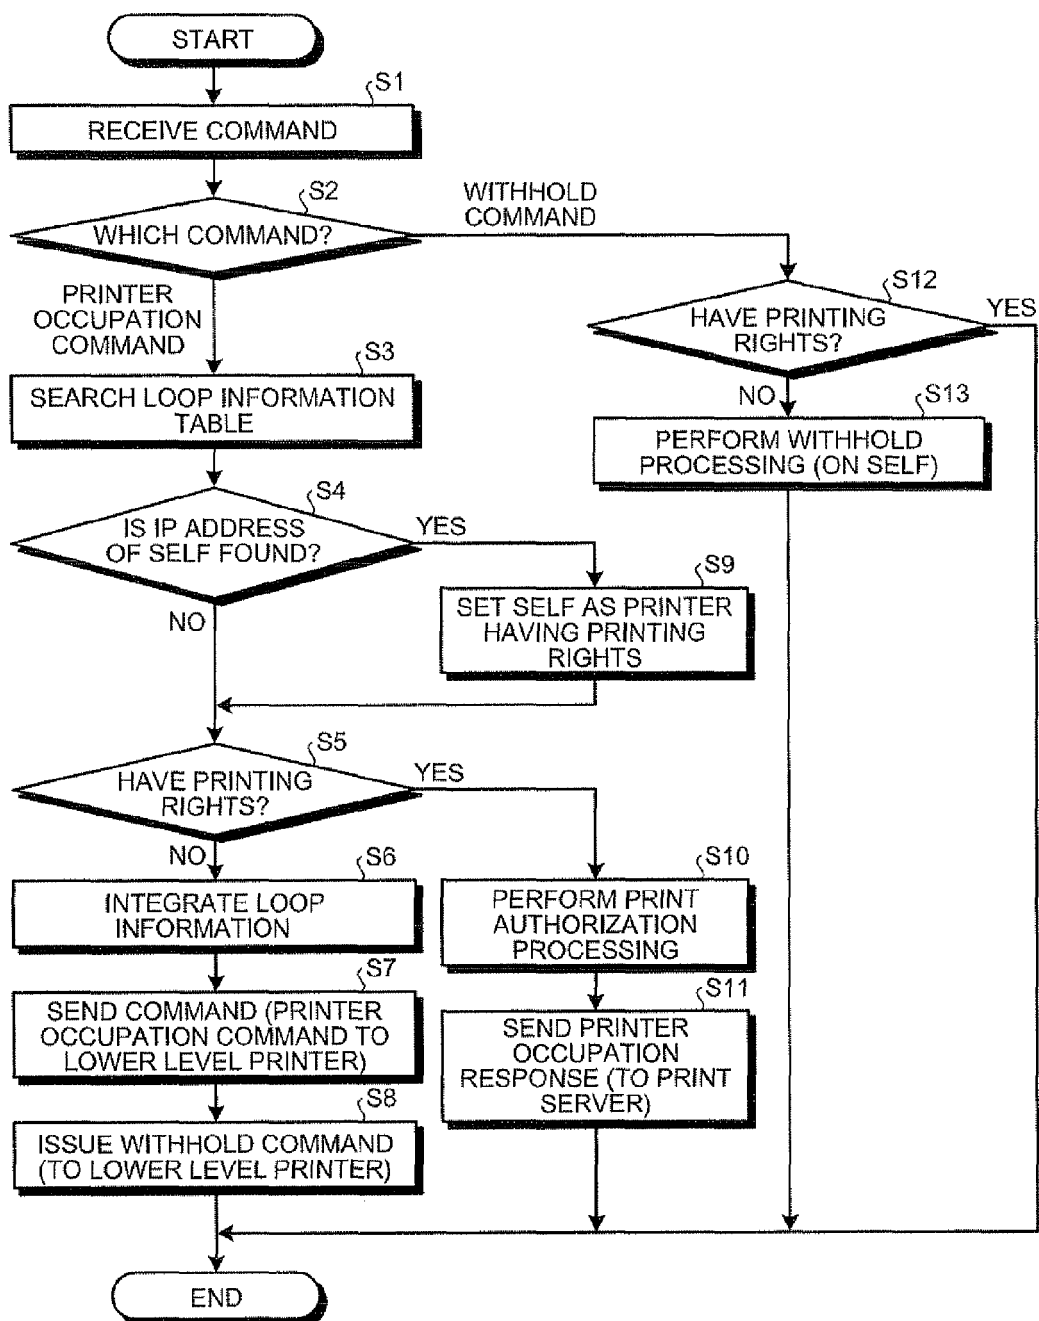 START
S1
RECEIVE COMMAND
S2
WHICH COMMAND?
WITHHOLD
COMMAND
PRINTER
OCCUPATION
COMMAND
S12
HAVE PRINTING
RIGHTS?
YES
NO
S13
PERFORM WITHHOLD
PROCESSING (ON SELF)
S3
SEARCH LOOP INFORMATION
TABLE
S4
IS IP ADDRESS
OF SELF FOUND?
YES
NO
S9
SET SELF AS PRINTER
HAVING PRINTING
RIGHTS
S5
HAVE PRINTING
RIGHTS?
YES
NO
S6
INTEGRATE LOOP
INFORMATION
S10
PERFORM PRINT
AUTHORIZATION
PROCESSING
S7
SEND COMMAND (PRINTER
OCCUPATION COMMAND TO
LOWER LEVEL PRINTER)
S11
SEND PRINTER
OCCUPATION
RESPONSE (TO PRINT
SERVER)
S8
ISSUE WITHHOLD COMMAND
(TO LOWER LEVEL PRINTER)
END